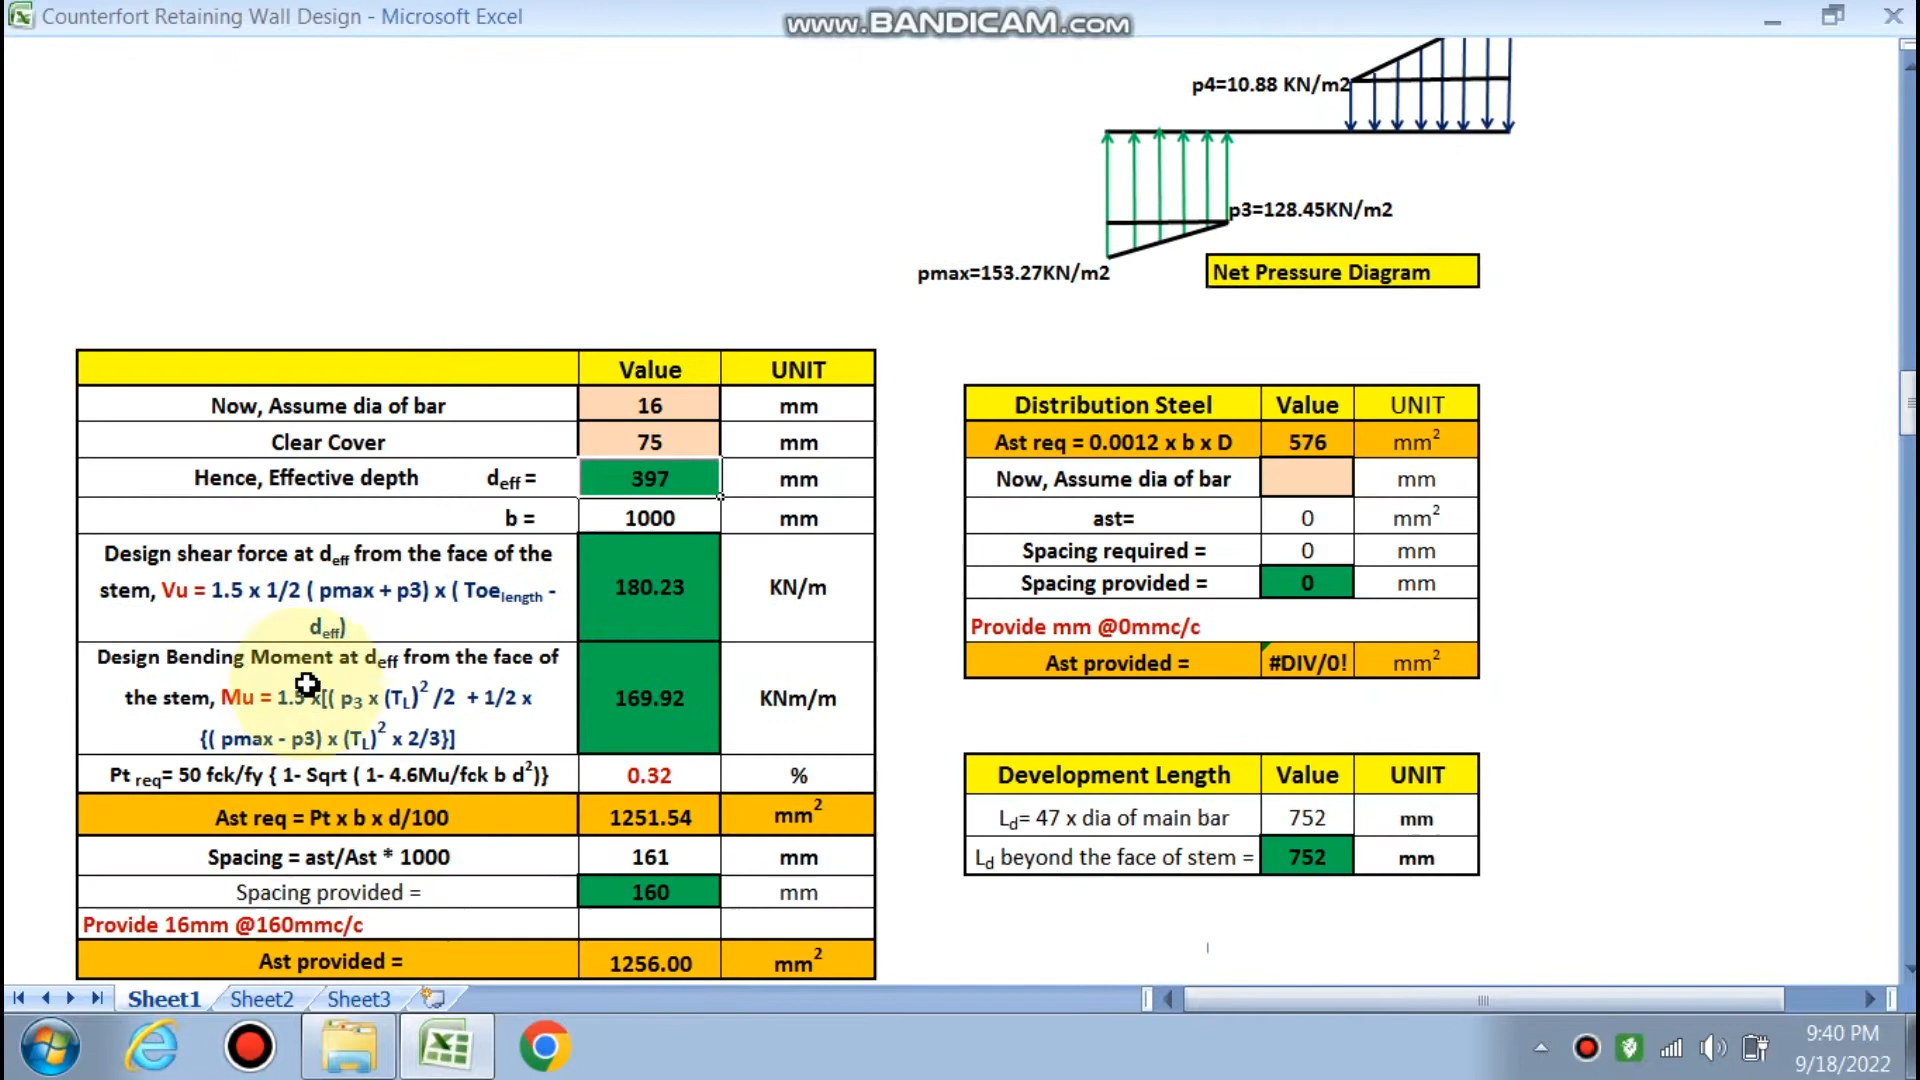 Counterfort Retaining Wall Design - Microsoft Excel
www.BANDICAM.com
p4=10.88 KN/m2
p3=128.45KN/m2
pmax=153.27KN/m2
Net Pressure Diagram
Value UNIT
Now, Assume dia of bar 16 mm
Clear Cover 75 mm
Hence, Effective depth deff = 397 mm
b = 1000 mm
Design shear force at deff from the face of the
stem, Vu = 1.5 x 1/2 ( pmax + p3) x ( Toelength -
deff)
180.23 KN/m
Design Bending Moment at deff from the face of
the stem, Mu = 1.5 x[( p3 x (TL)2 /2 + 1/2 x
{( pmax - p3) x (TL)2 x 2/3}]
169.92 KNm/m
Pt req= 50 fck/fy { 1- Sqrt ( 1- 4.6Mu/fck b d2)} 0.32 %
Ast req = Pt x b x d/100 1251.54 mm2
Spacing = ast/Ast * 1000 161 mm
Spacing provided = 160 mm
Provide 16mm @160mmc/c
Ast provided = 1256.00 mm2
Distribution Steel Value UNIT
Ast req = 0.0012 x b x D 576 mm2
Now, Assume dia of bar mm
ast= 0 mm2
Spacing required = 0 mm
Spacing provided = 0 mm
Provide mm @0mmc/c
Ast provided = #DIV/0! mm2
Development Length Value UNIT
Ld= 47 x dia of main bar 752 mm
Ld beyond the face of stem = 752 mm
Sheet1 Sheet2 Sheet3
9:40 PM
9/18/2022